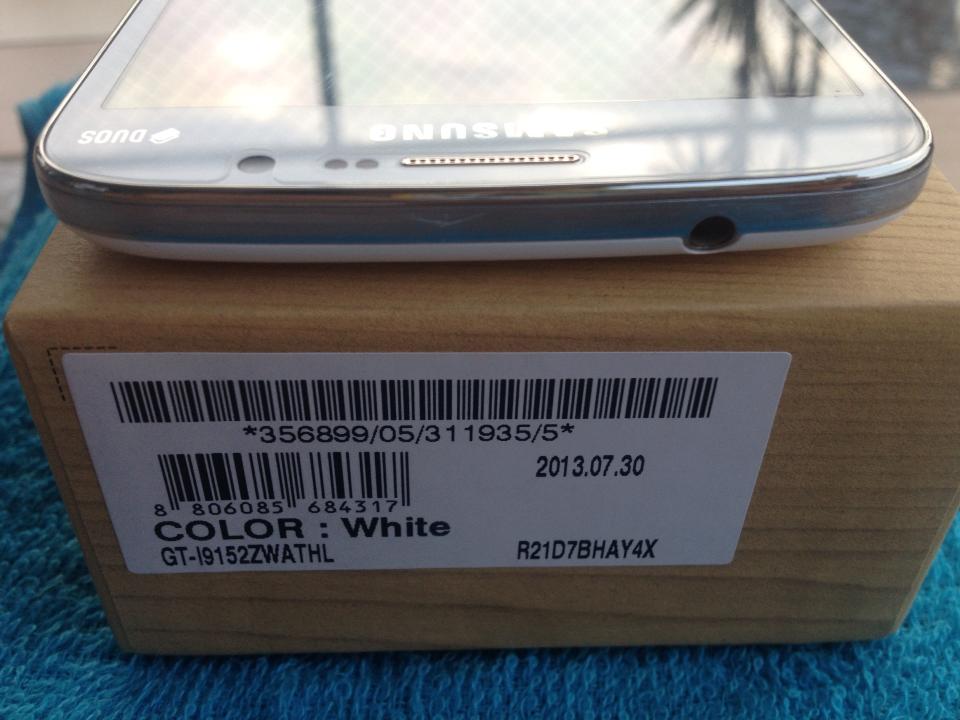 DUOS
SAMSUNG
*356899/05/311935/5*
2013.07.30
8 806085 684317
COLOR : White
GT-I9152ZWATHL
R21D7BHAY4X